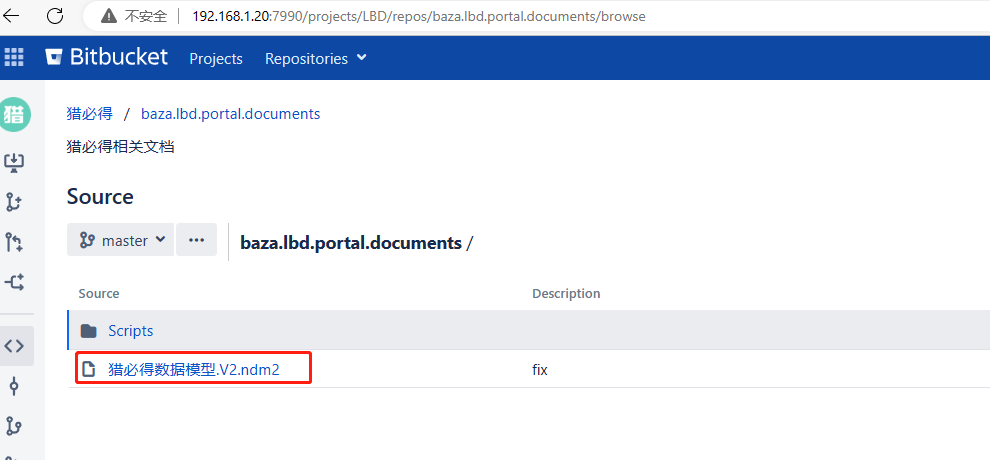 不安全 192.168.1.20:7990/projects/LBD/repos/baza.lbd.portal.documents/browse
Bitbucket Projects Repositories
猎
猎必得 / baza.lbd.portal.documents
猎必得相关文档
Source
master ··· baza.lbd.portal.documents /
Source Description
Scripts
猎必得数据模型.V2.ndm2 fix